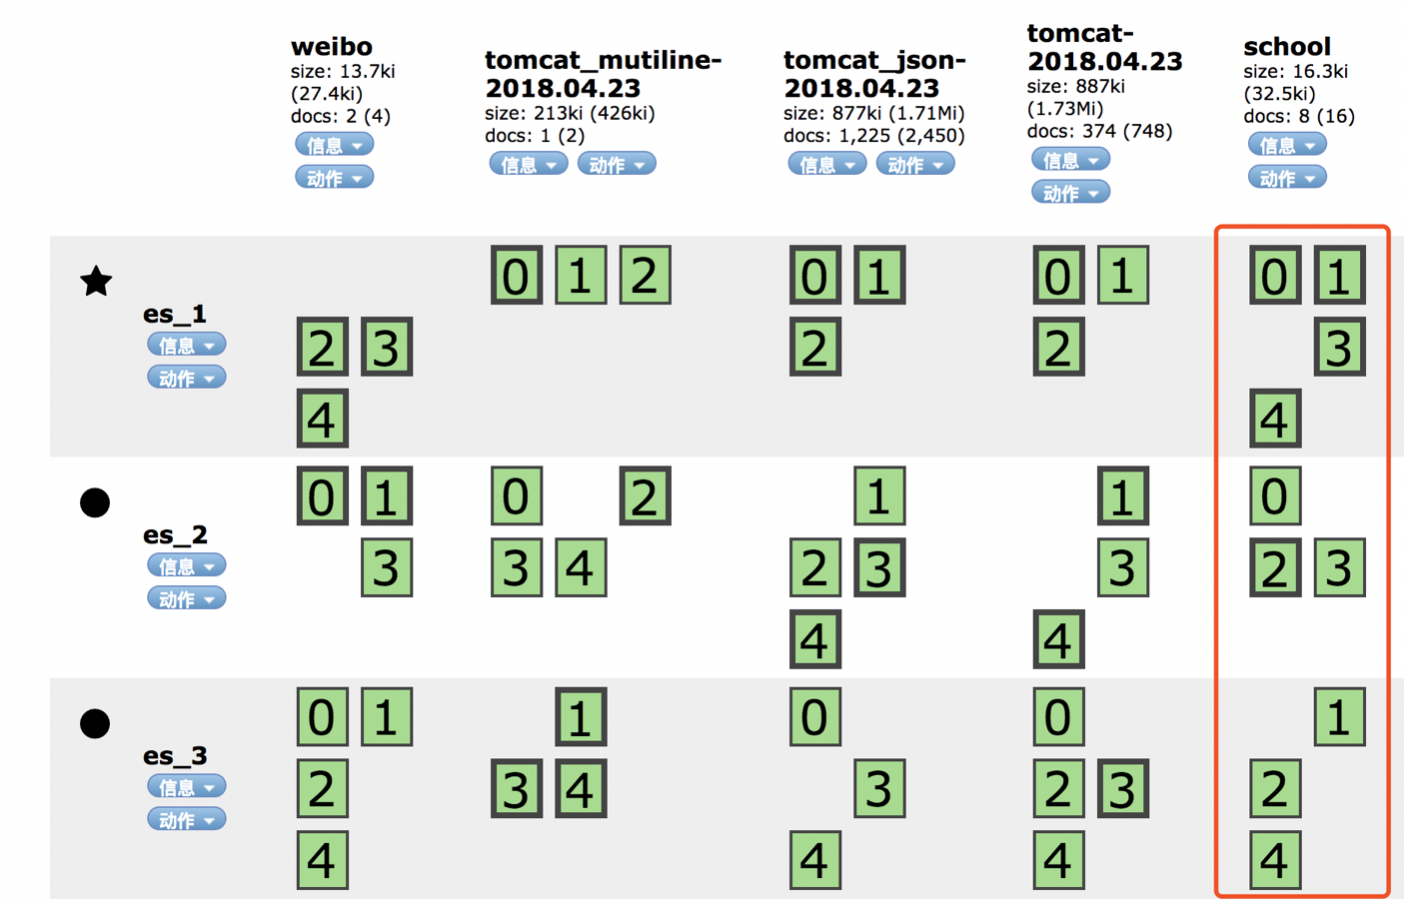 weibo
size: 13.7ki
(27.4ki)
docs: 2 (4)
信息
动作
tomcat_mutiline-
2018.04.23
size: 213ki (426ki)
docs: 1 (2)
信息 动作
tomcat_json-
2018.04.23
size: 877ki (1.71Mi)
docs: 1,225 (2,450)
信息 动作
tomcat-
2018.04.23
size: 887ki
(1.73Mi)
docs: 374 (748)
信息
动作
school
size: 16.3ki
(32.5ki)
docs: 8 (16)
信息
动作
es_1
信息
动作
2 3
4
0 1 2
0 1
2
0 1
2
0 1
3
4
es_2
信息
动作
0 1
3
0 2
3 4
1
2 3
4
1
3
4
0
2 3
es_3
信息
动作
0 1
2
4
1
3 4
0
3
4
0
2 3
4
1
2
4